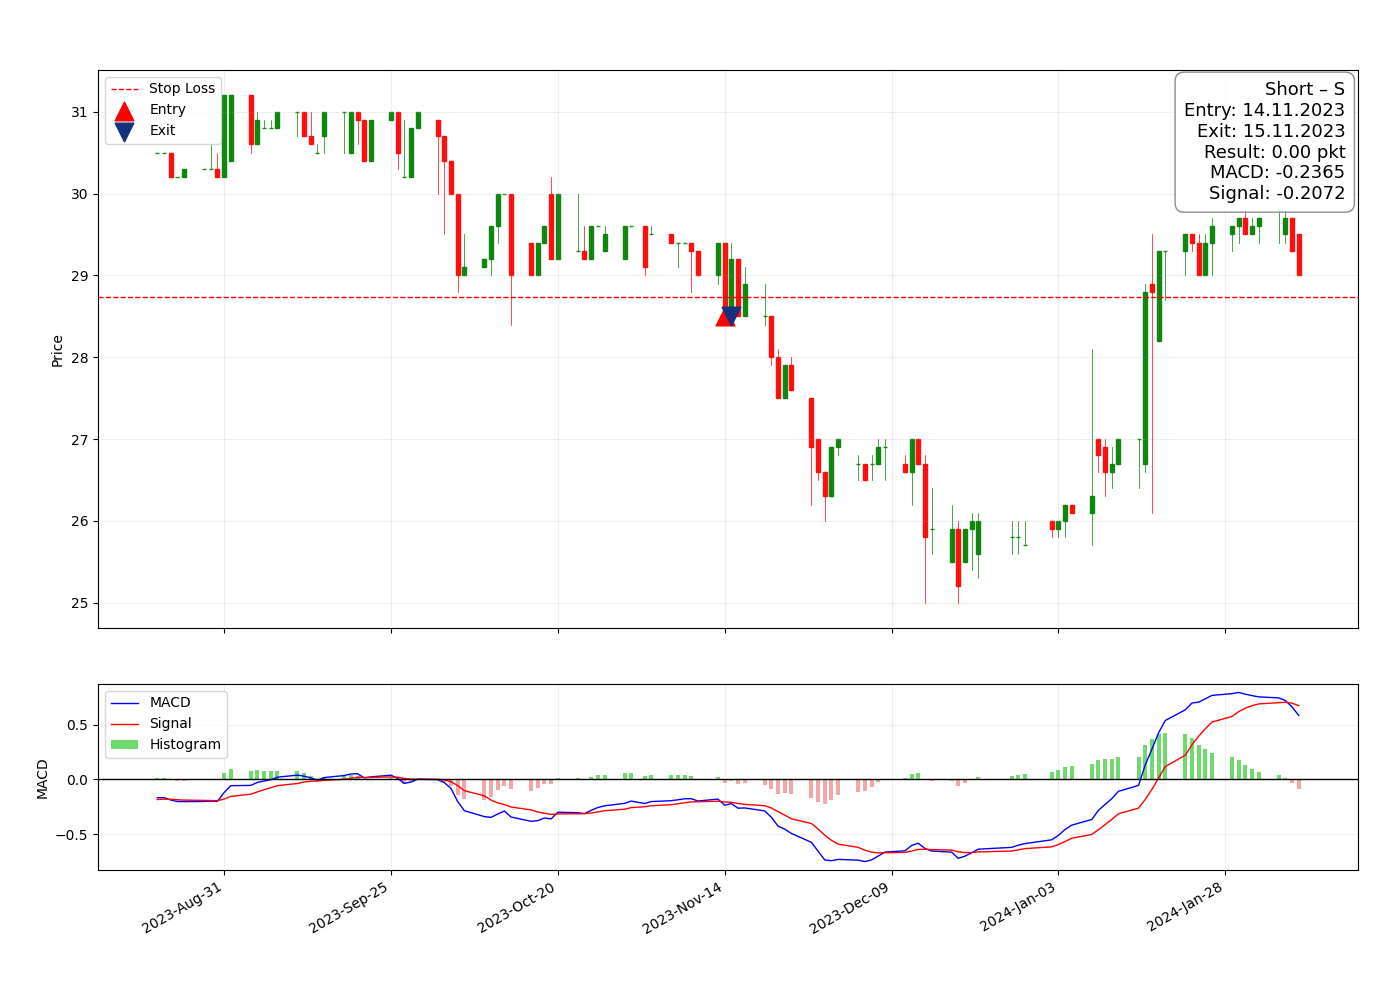 Stop Loss
Entry
Exit
Short – S
Entry: 14.11.2023
Exit: 15.11.2023
Result: 0.00 pkt
MACD: -0.2365
Signal: -0.2072
31
30
29
28
27
26
25
Price
MACD
Signal
Histogram
0.5
0.0
−0.5
MACD
2023-Aug-31
2023-Sep-25
2023-Oct-20
2023-Nov-14
2023-Dec-09
2024-Jan-03
2024-Jan-28